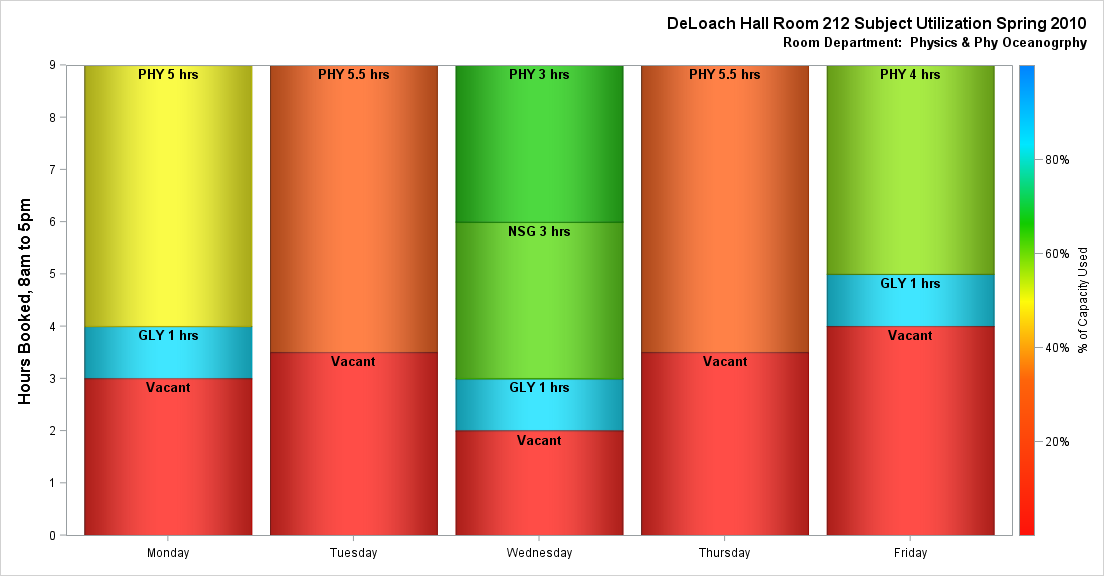 DeLoach Hall Room 212 Subject Utilization Spring 2010
Room Department:  Physics & Phy Oceanogrphy
Hours Booked, 8am to 5pm
9
8
7
6
5
4
3
2
1
0
PHY 5 hrs
GLY 1 hrs
Vacant
PHY 5.5 hrs
Vacant
PHY 3 hrs
NSG 3 hrs
GLY 1 hrs
Vacant
PHY 5.5 hrs
Vacant
PHY 4 hrs
GLY 1 hrs
Vacant
Monday
Tuesday
Wednesday
Thursday
Friday
80%
60%
40%
20%
% of Capacity Used